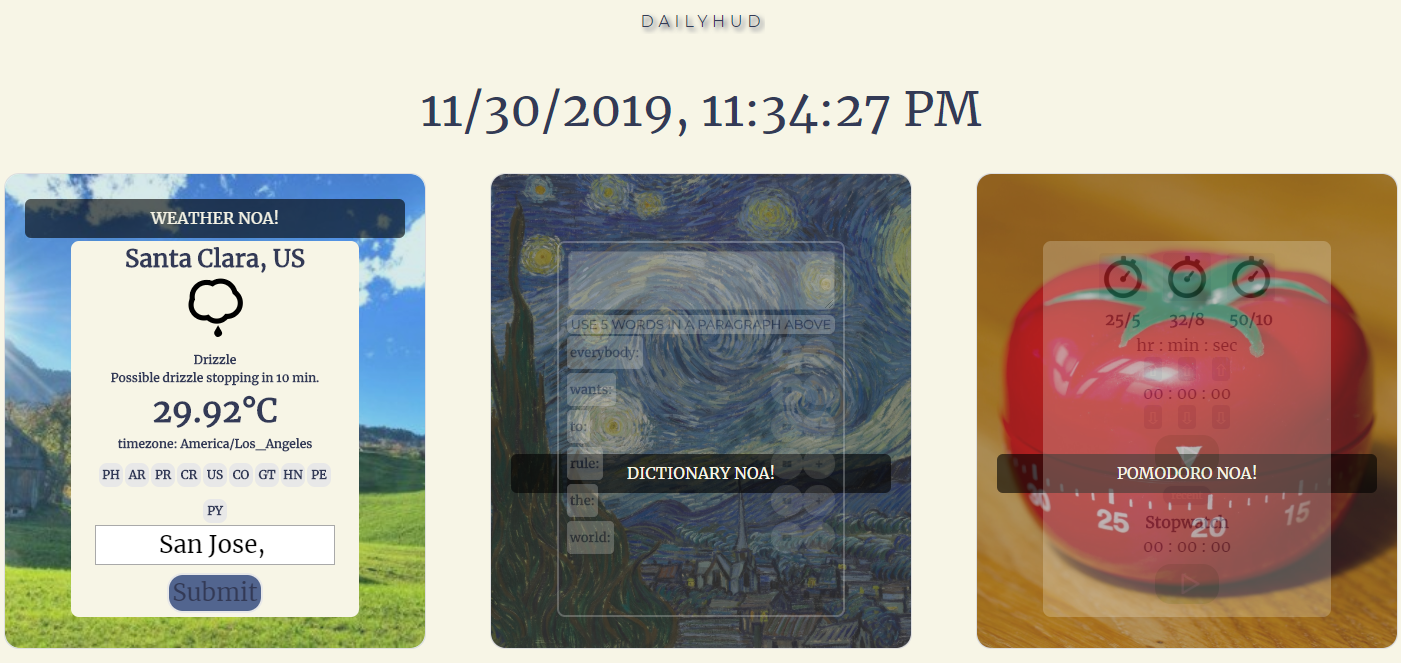 DAILYHUD
11/30/2019, 11:34:27 PM
WEATHER NOA!
Santa Clara, US
Drizzle
Possible drizzle stopping in 10 min.
29.92°C
timezone: America/Los_Angeles
PH AR PR CR US CO GT HN PE
PY
San Jose,
Submit
USE 5 WORDS IN A PARAGRAPH ABOVE
everybody:
wants:
to:
rule:
DICTIONARY NOA!
the:
world:
25/5 32/8 50/10
hr : min : sec
00 : 00 : 00
POMODORO NOA!
25 20 15
Stopwatch
00 : 00 : 00